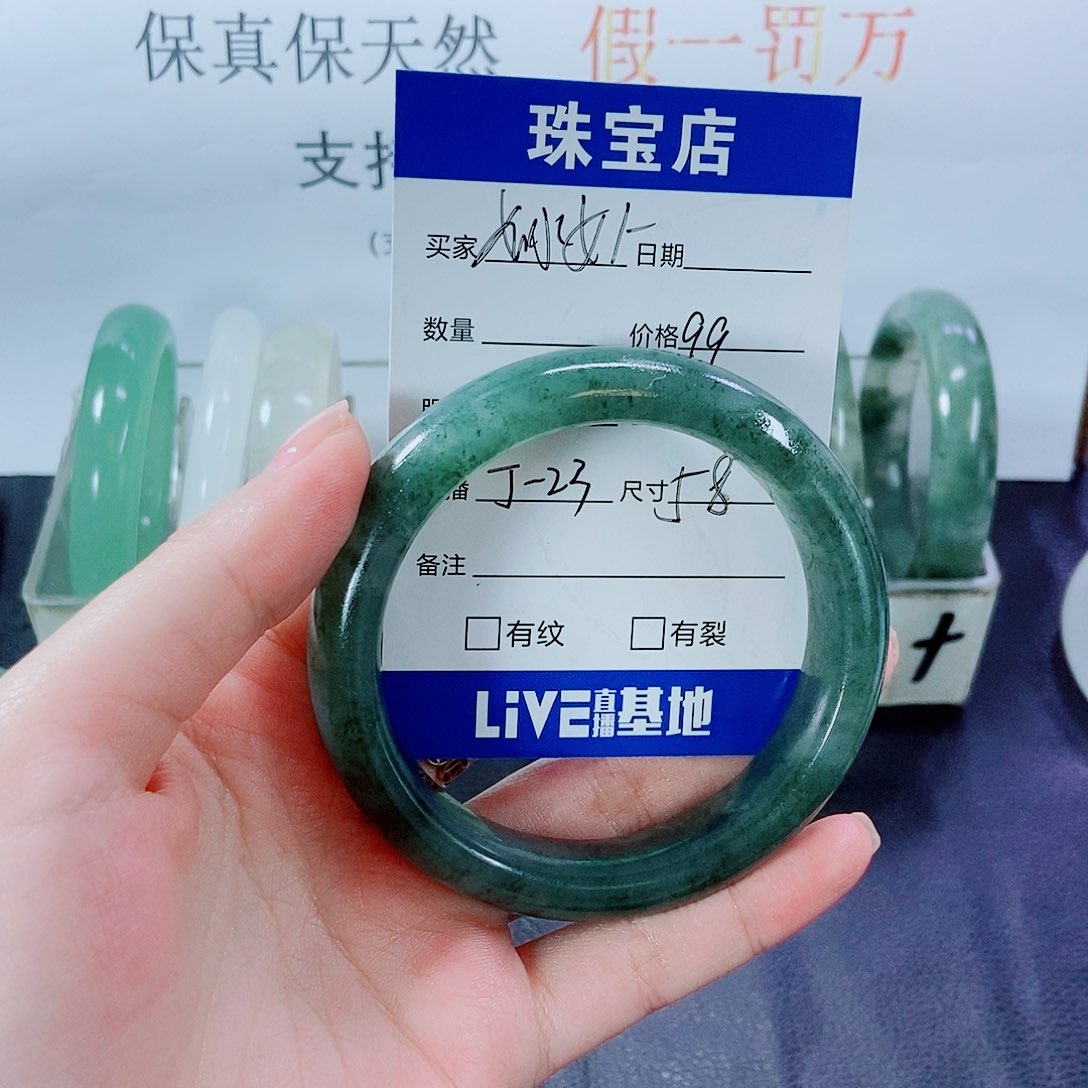 保真保天然 假一罚万
支持
珠宝店
买家 日期
数量 价格99
播 J-23 尺寸58
备注
□有纹 □有裂
LiVE直播基地
+